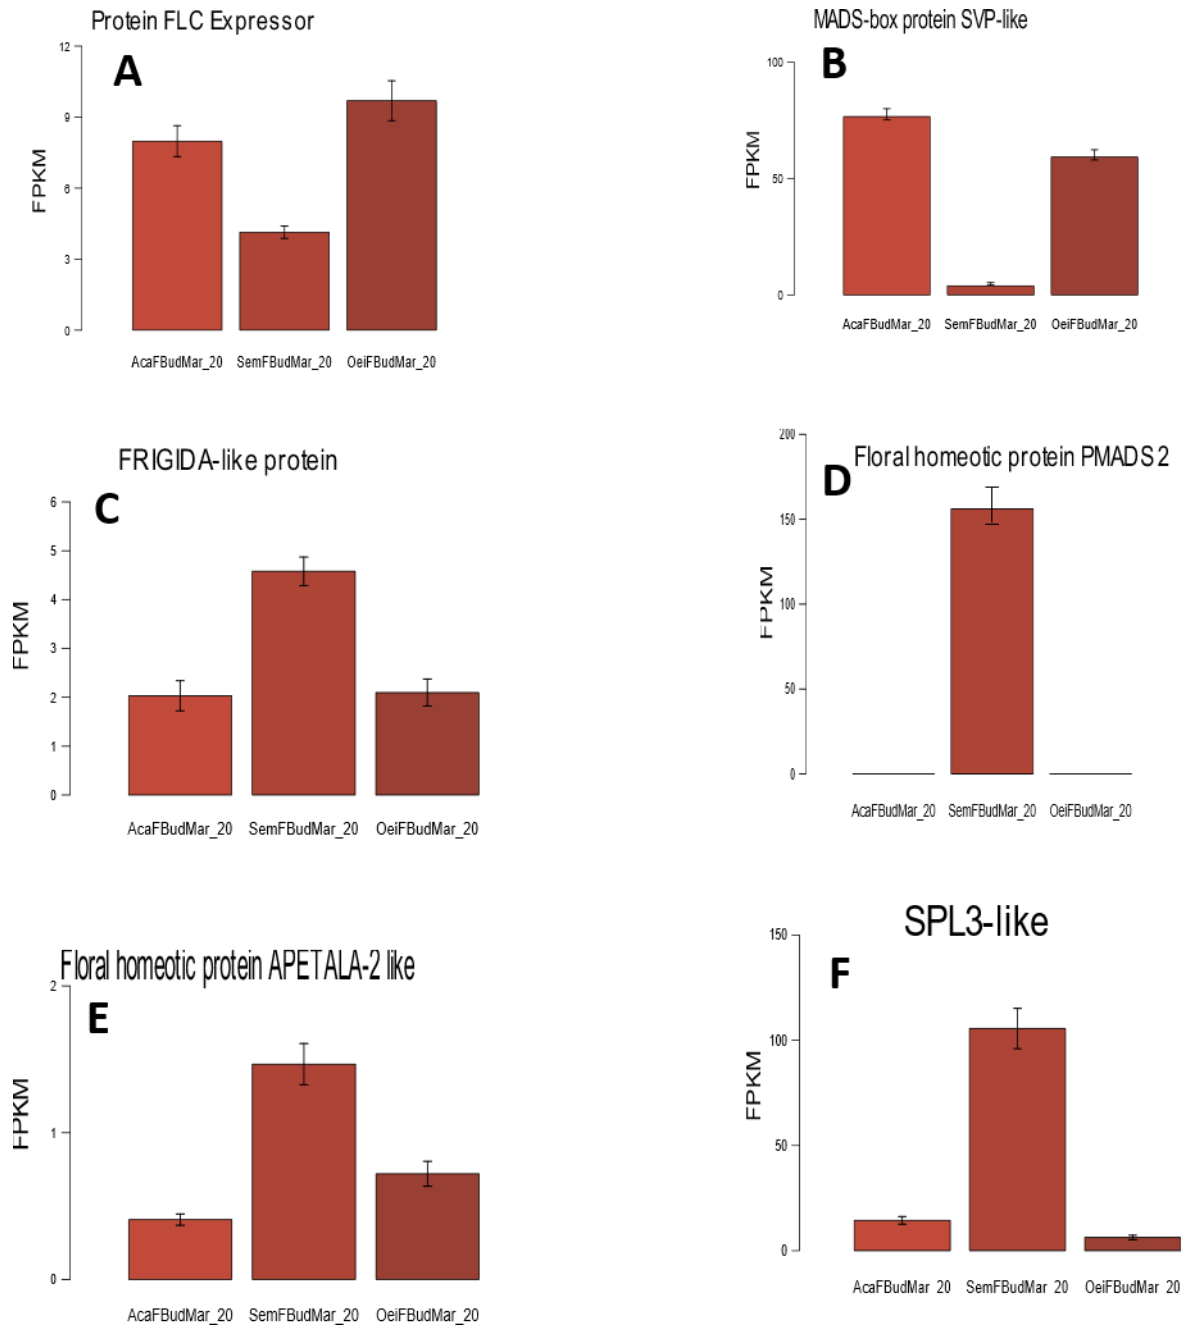 Protein FLC Expressor
A
12
9
6
3
0
FPKM
AcaFBudMar_20 SemFBudMar_20 OeiFBudMar_20
MADS-box protein SVP-like
B
100
50
0
FPKM
AcaFBudMar_20 SemFBudMar_20 OeiFBudMar_20
FRIGIDA-like protein
C
6
5
4
3
2
1
0
FPKM
AcaFBudMar_20 SemFBudMar_20 OeiFBudMar_20
Floral homeotic protein PMADS 2
D
200
150
100
50
0
FPKM
AcaFBudMar_20 SemFBudMar_20 OeiFBudMar_20
Floral homeotic protein APETALA-2 like
E
2
1
0
FPKM
AcaFBudMar_20 SemFBudMar_20 OeiFBudMar_20
SPL3-like
F
150
100
50
0
FPKM
AcaFBudMar 20 SemFBudMar 20 OeiFBudMar 20